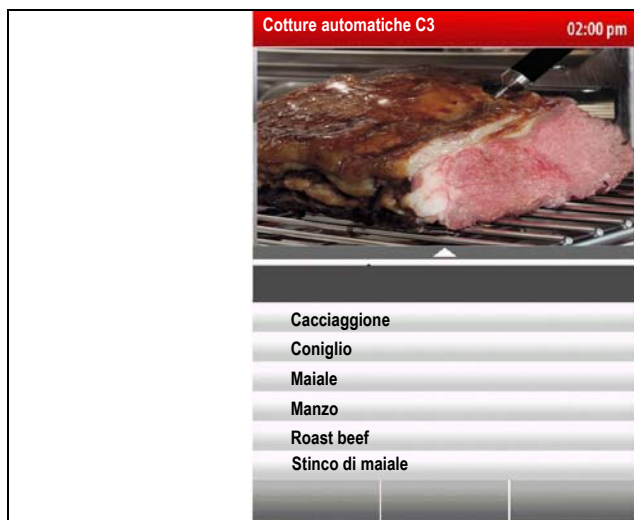 Cotture automatiche C3 02:00 pm
Cacciaggione
Coniglio
Maiale
Manzo
Roast beef
Stinco di maiale